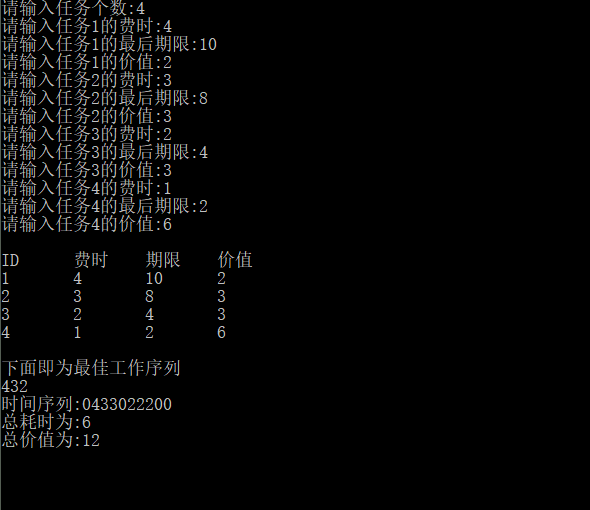 请输入任务个数:4
请输入任务1的费时:4
请输入任务1的最后期限:10
请输入任务1的价值:2
请输入任务2的费时:3
请输入任务2的最后期限:8
请输入任务2的价值:3
请输入任务3的费时:2
请输入任务3的最后期限:4
请输入任务3的价值:3
请输入任务4的费时:1
请输入任务4的最后期限:2
请输入任务4的价值:6
ID 费时 期限 价值
1 4 10 2
2 3 8 3
3 2 4 3
4 1 2 6
下面即为最佳工作序列
432
时间序列:0433022200
总耗时为:6
总价值为:12